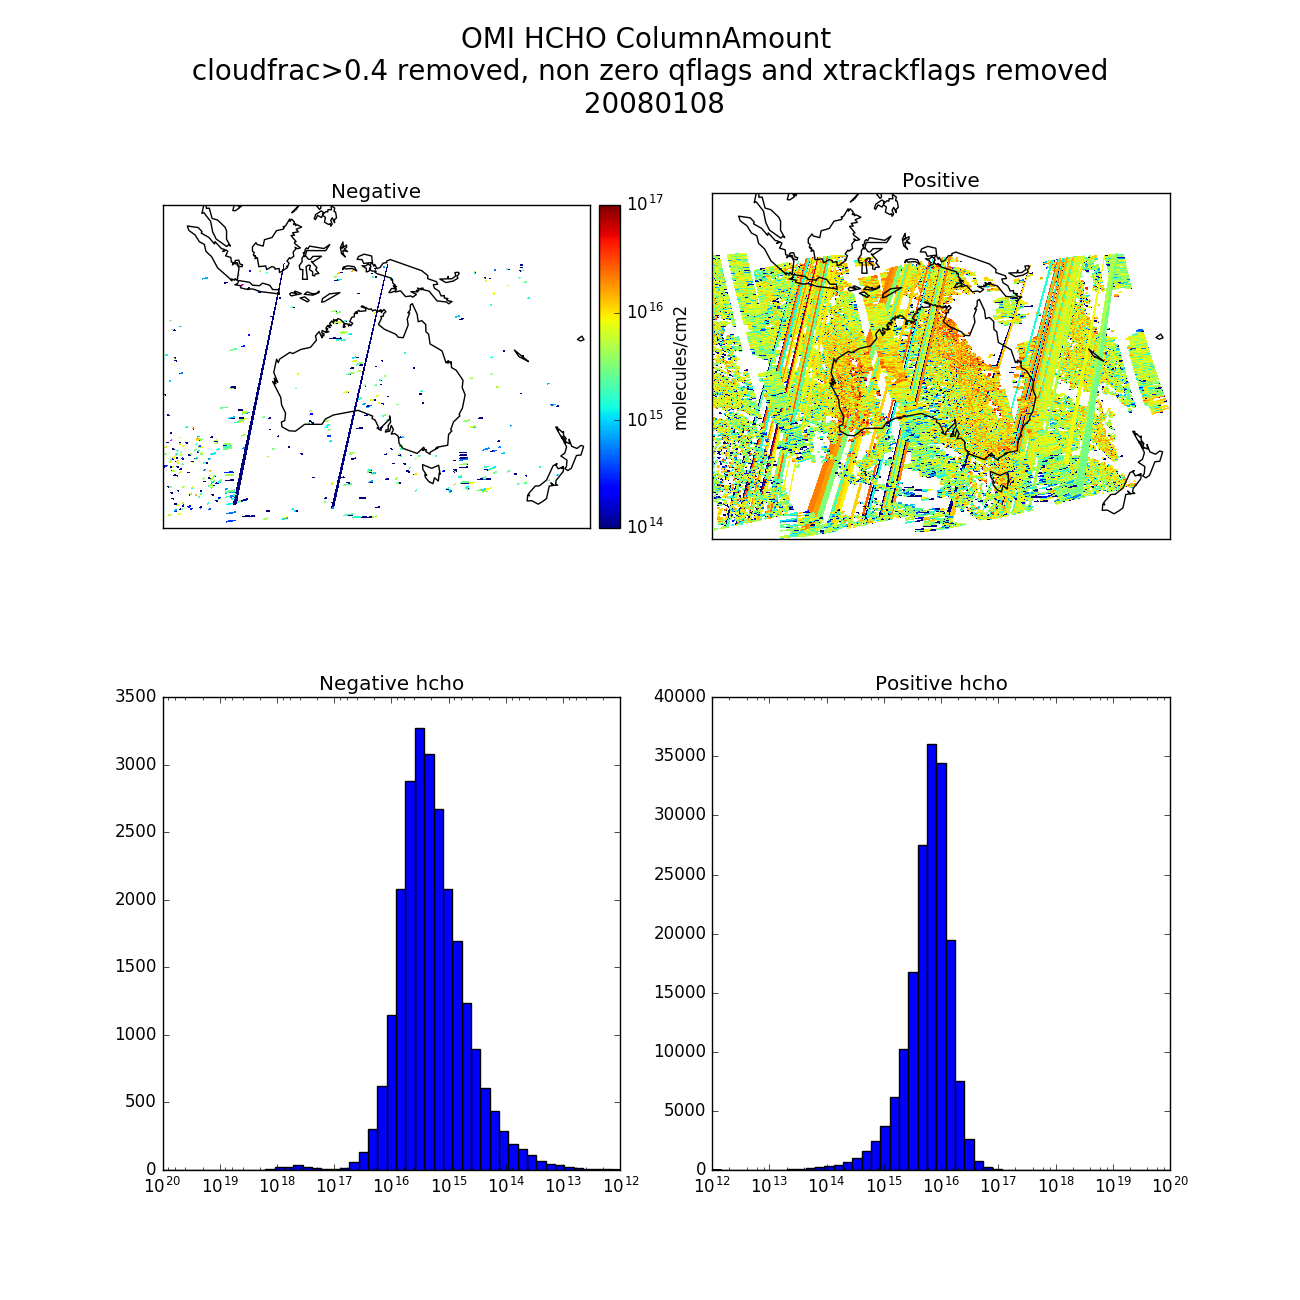 OMI HCHO ColumnAmount
cloudfrac>0.4 removed, non zero qflags and xtrackflags removed
20080108
Negative
10^17
10^16
10^15
10^14
molecules/cm2
Positive
Negative hcho
3500
3000
2500
2000
1500
1000
500
0
10^20 10^19 10^18 10^17 10^16 10^15 10^14 10^13 10^12
Positive hcho
40000
35000
30000
25000
20000
15000
10000
5000
0
10^12 10^13 10^14 10^15 10^16 10^17 10^18 10^19 10^20